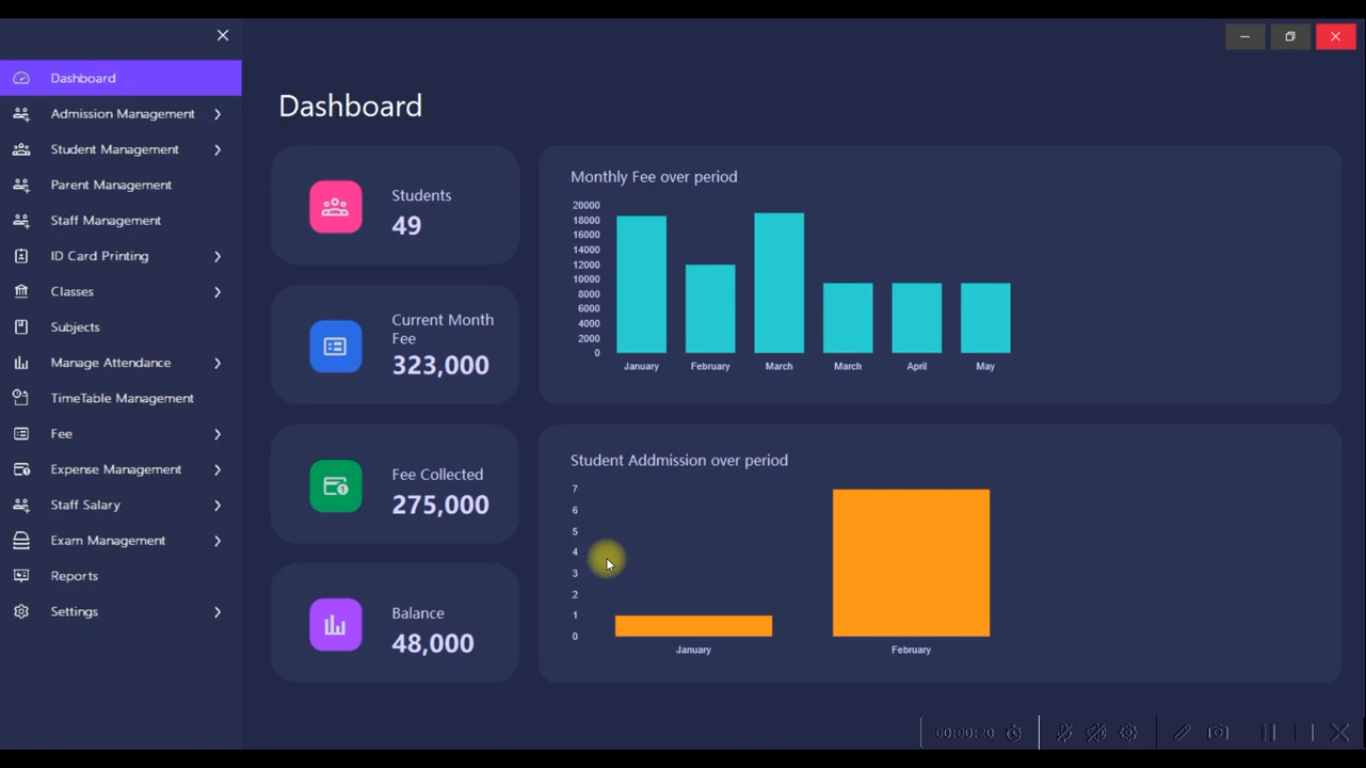 Dashboard
Admission Management
Student Management
Parent Management
Staff Management
ID Card Printing
Classes
Subjects
Manage Attendance
TimeTable Management
Fee
Expense Management
Staff Salary
Exam Management
Reports
Settings
Dashboard
Students
49
Current Month
Fee
323,000
Fee Collected
275,000
Balance
48,000
Monthly Fee over period
20000
18000
16000
14000
12000
10000
8000
6000
4000
2000
0
January February March March April May
Student Addmission over period
7
6
5
4
3
2
1
0
January February
00:00:20